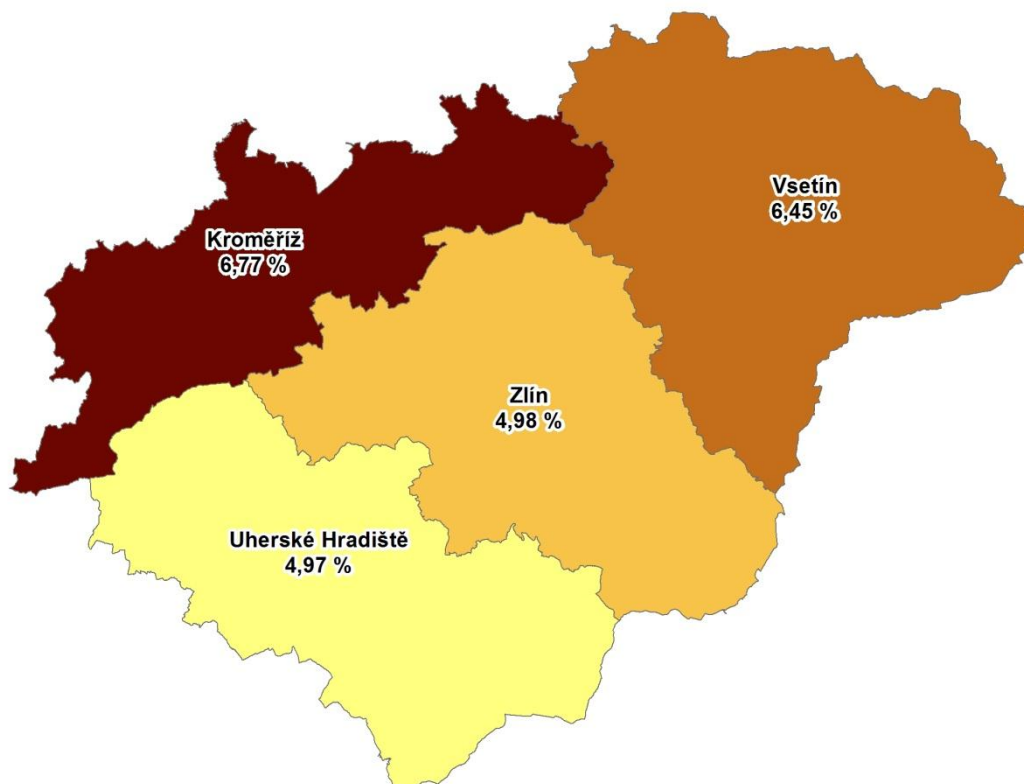 Vsetín
6,45 %
Kroměříž
6,77 %
Zlín
4,98 %
Uherské Hradiště
4,97 %